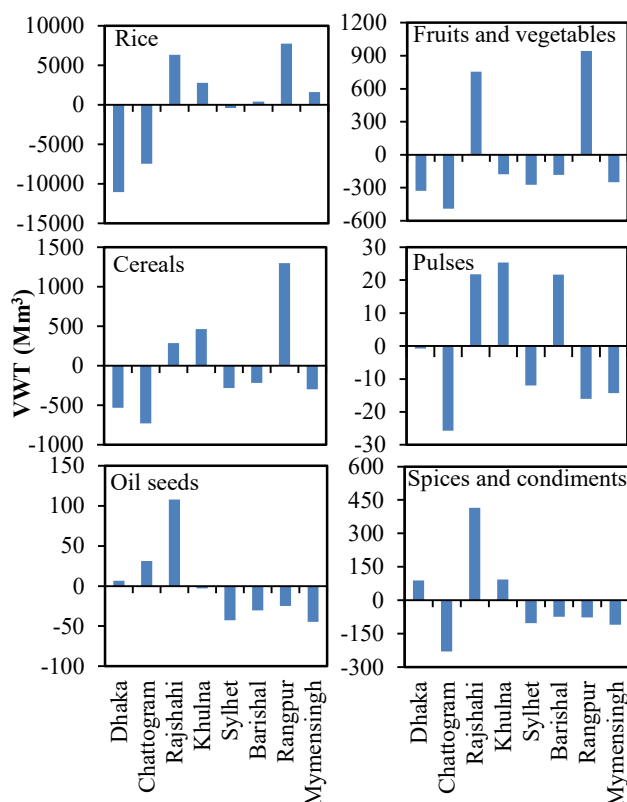 VWT (Mm³)
Rice
10000
5000
0
-5000
-10000
-15000
Fruits and vegetables
1200
900
600
300
0
-300
-600
Cereals
1500
1000
500
0
-500
-1000
Pulses
30
20
10
0
-10
-20
-30
Oil seeds
150
100
50
0
-50
-100
Spices and condiments
600
450
300
150
0
-150
-300
Dhaka
Chattogram
Rajshahi
Khulna
Sylhet
Barishal
Rangpur
Mymensingh
Dhaka
Chattogram
Rajshahi
Khulna
Sylhet
Barishal
Rangpur
Mymensingh